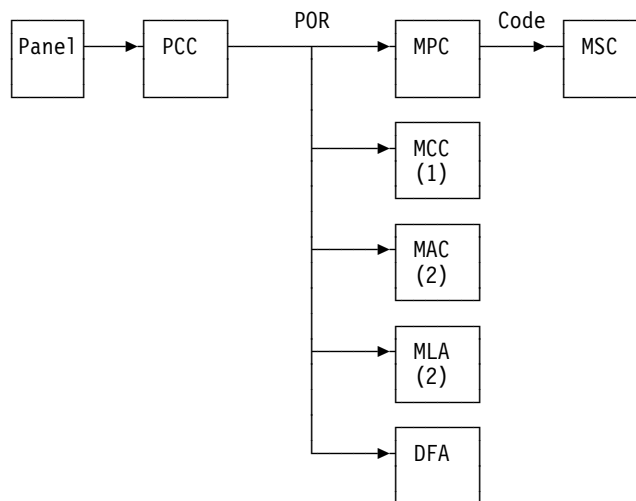 POR
Code
Panel
PCC
MPC
MSC
MCC
(1)
MAC
(2)
MLA
(2)
DFA